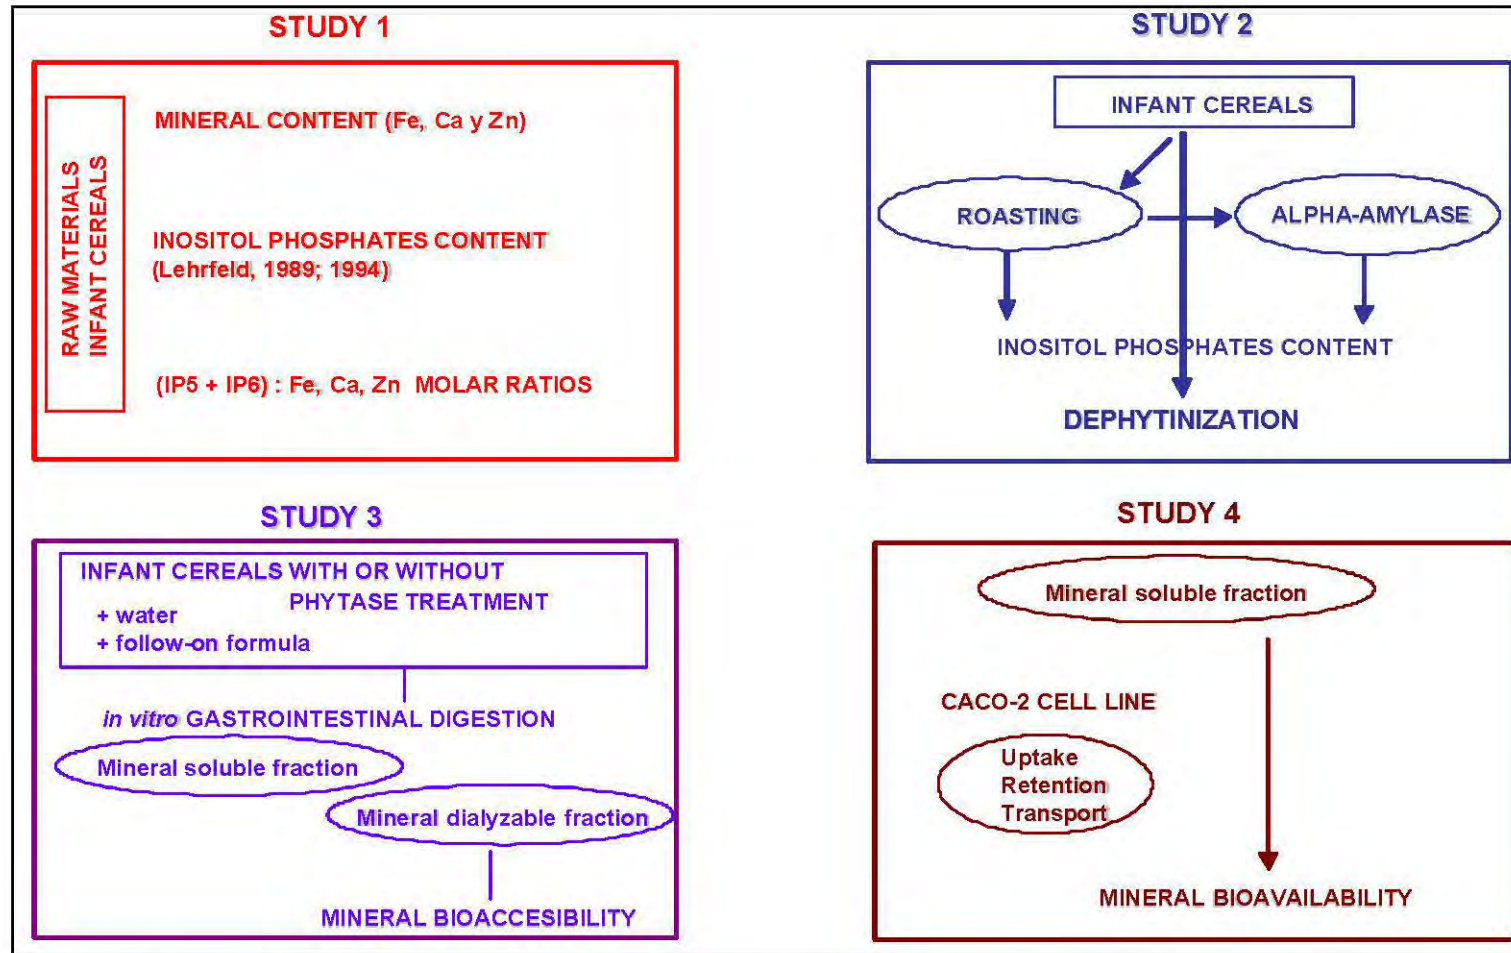 STUDY 1
RAW MATERIALS
INFANT CEREALS
MINERAL CONTENT (Fe, Ca y Zn)
INOSITOL PHOSPHATES CONTENT
(Lehrfeld, 1989; 1994)
(IP5 + IP6) : Fe, Ca, Zn MOLAR RATIOS
STUDY 2
INFANT CEREALS
ROASTING
ALPHA-AMYLASE
INOSITOL PHOSPHATES CONTENT
DEPHYTINIZATION
STUDY 3
INFANT CEREALS WITH OR WITHOUT
PHYTASE TREATMENT
+ water
+ follow-on formula
in vitro GASTROINTESTINAL DIGESTION
Mineral soluble fraction
Mineral dialyzable fraction
MINERAL BIOACCESIBILITY
STUDY 4
Mineral soluble fraction
CACO-2 CELL LINE
Uptake
Retention
Transport
MINERAL BIOAVAILABILITY